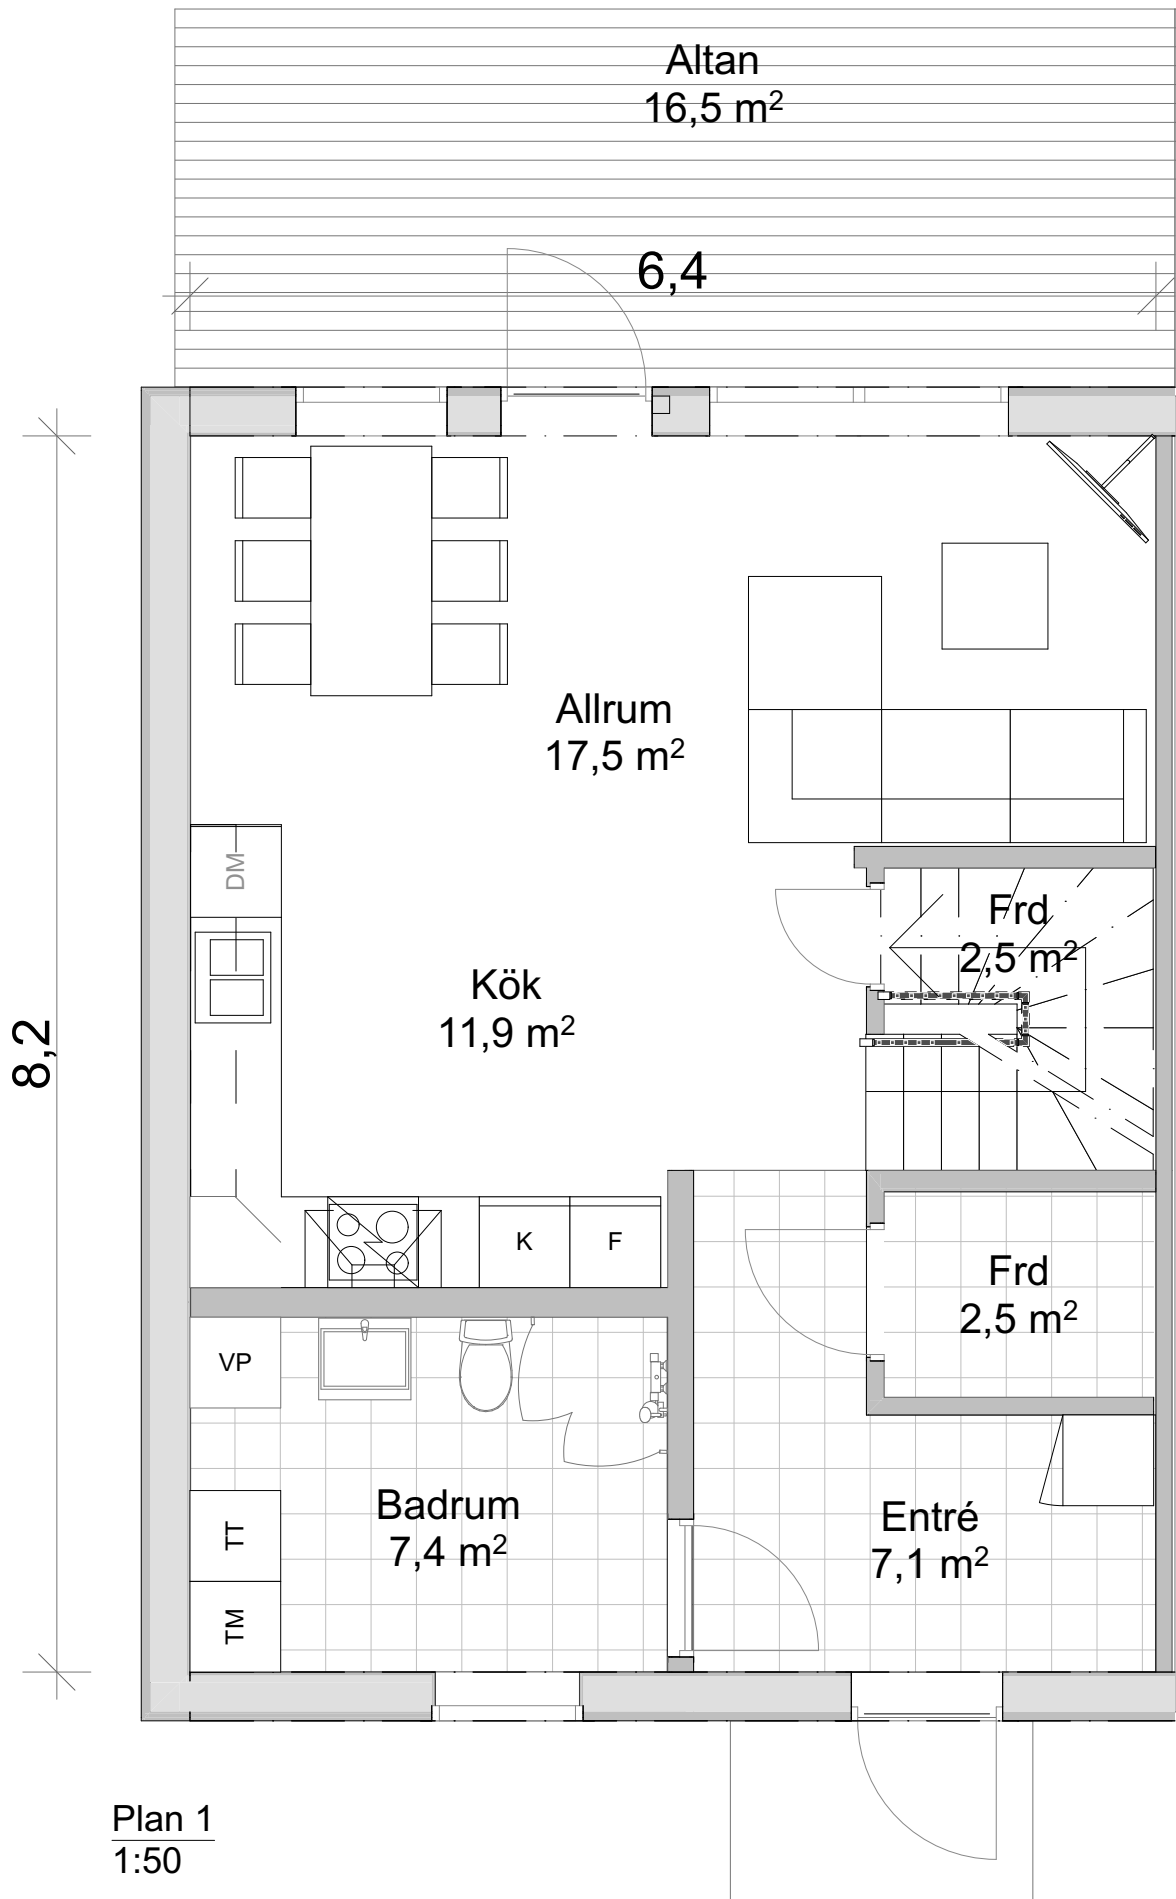 Altan
16,5 m²
6,4
Allrum
17,5 m²
DM
Frd
2,5 m²
Kök
11,9 m²
8,2
K
F
Frd
2,5 m²
VP
Badrum
7,4 m²
TT
Entré
7,1 m²
TM
Plan 1
1:50